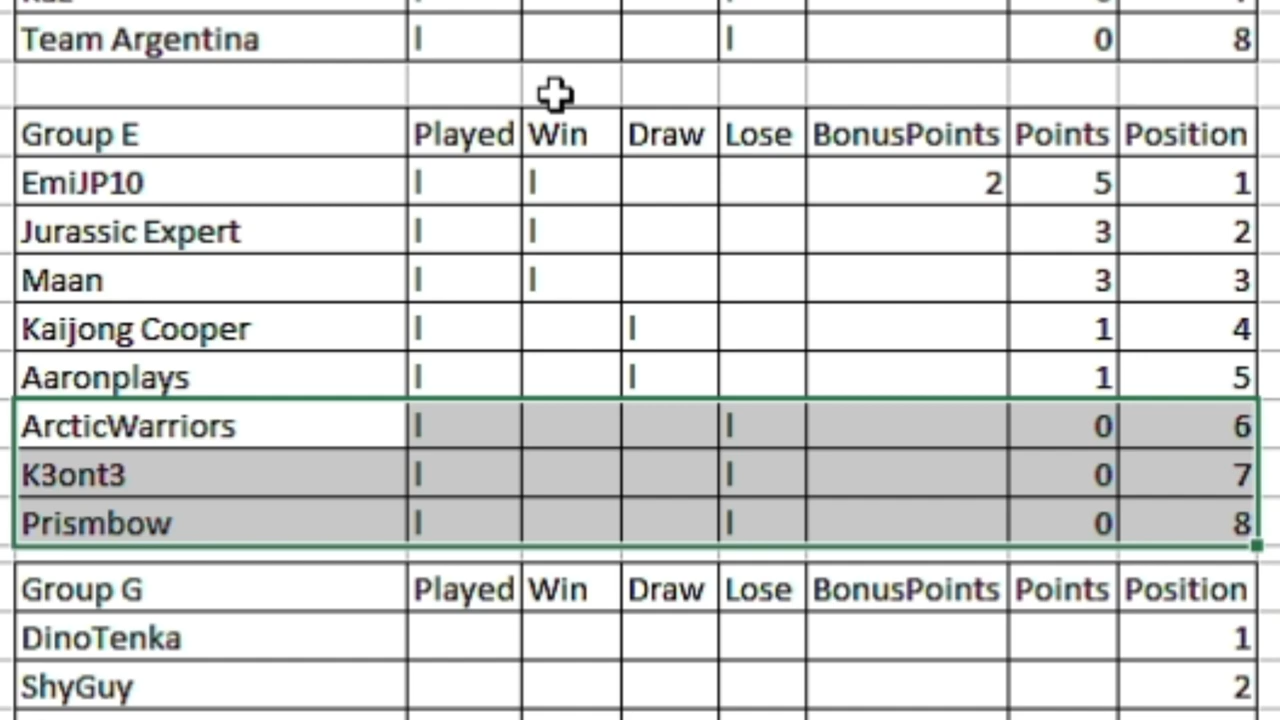 Team Argentina I I 0 8
Group E Played Win Draw Lose BonusPoints Points Position
EmiJP10 I I 2 5 1
Jurassic Expert I I 3 2
Maan I I 3 3
Kaijong Cooper I I 1 4
Aaronplays I I 1 5
ArcticWarriors I I 0 6
K3ont3 I I 0 7
Prismbow I I 0 8
Group G Played Win Draw Lose BonusPoints Points Position
DinoTenka 1
ShyGuy 2